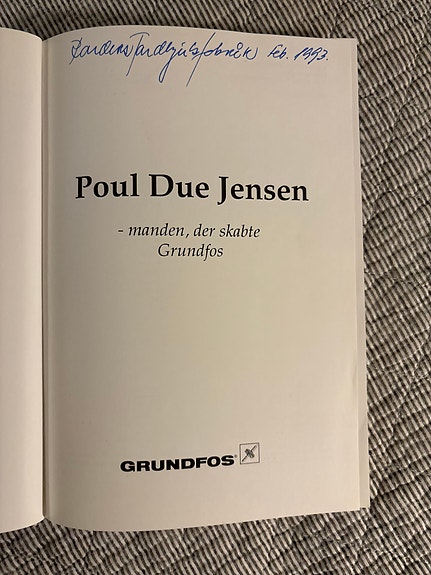 Feb. 1993.
Poul Due Jensen
- manden, der skabte
Grundfos
GRUNDFOS